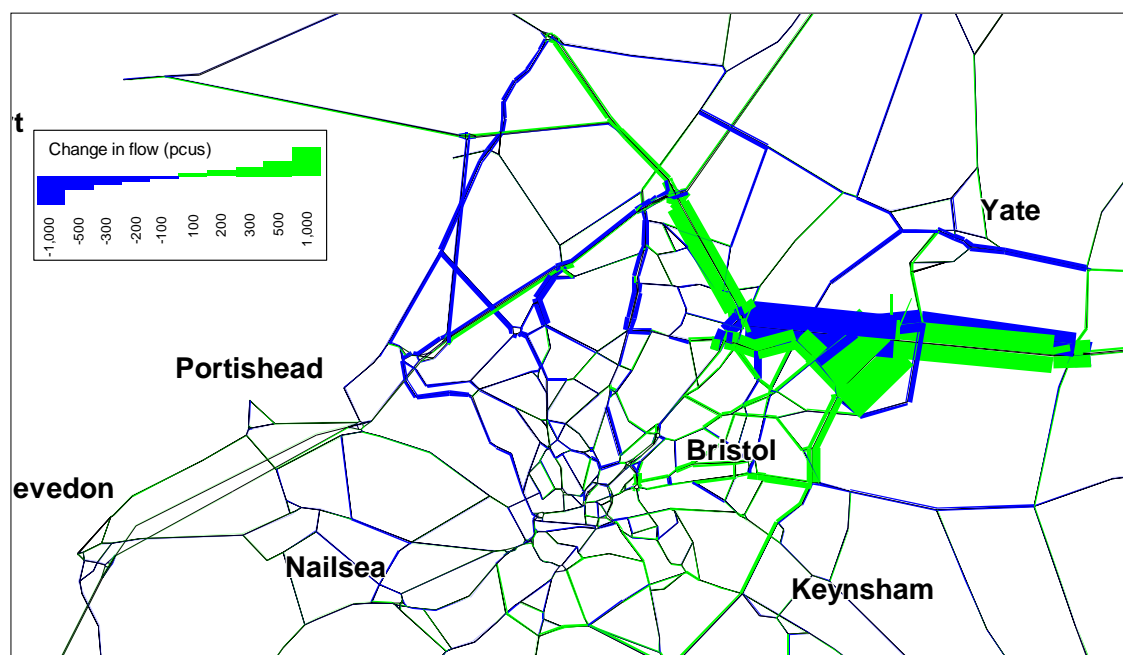 't
Change in flow (pcus)
-1,000 -500 -300 -200 -100 100 200 300 500 1,000
Yate
Portishead
Bristol
evedon
Nailsea
Keynsham